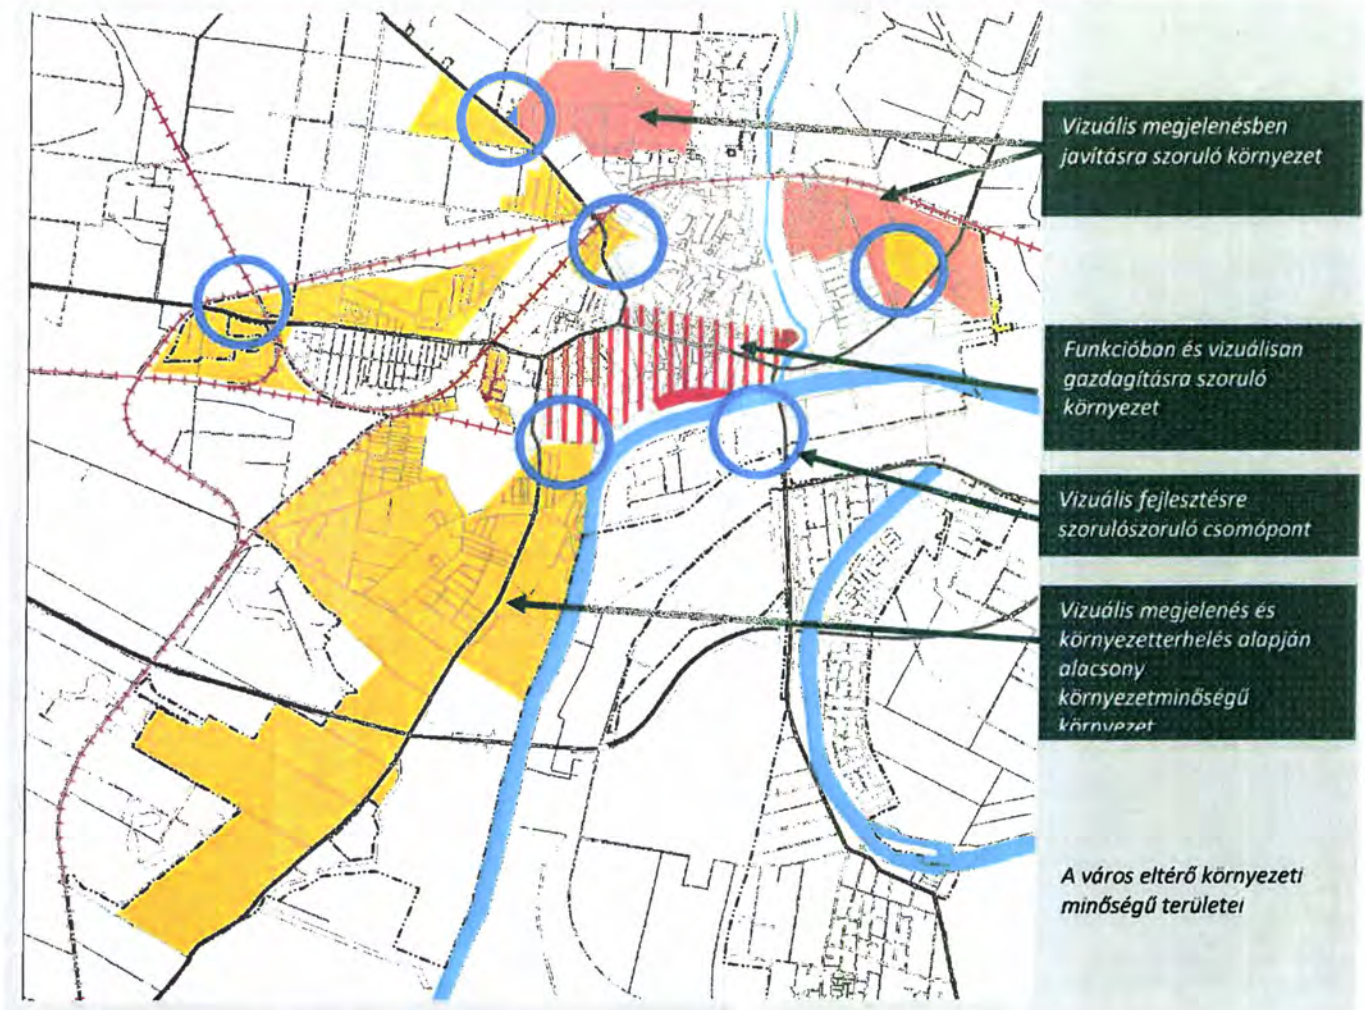 Vizuális megjelenésben
javításra szoruló környezet
Funkcióban és vizuálisan
gazdagításra szoruló
környezet
Vizuális fejlesztésre
szorulószoruló csomópont
Vizuális megjelenés és
környezetterhelés alapján
alacsony
környezetminőségű
környezet
A város eltérő környezeti
minőségű területei